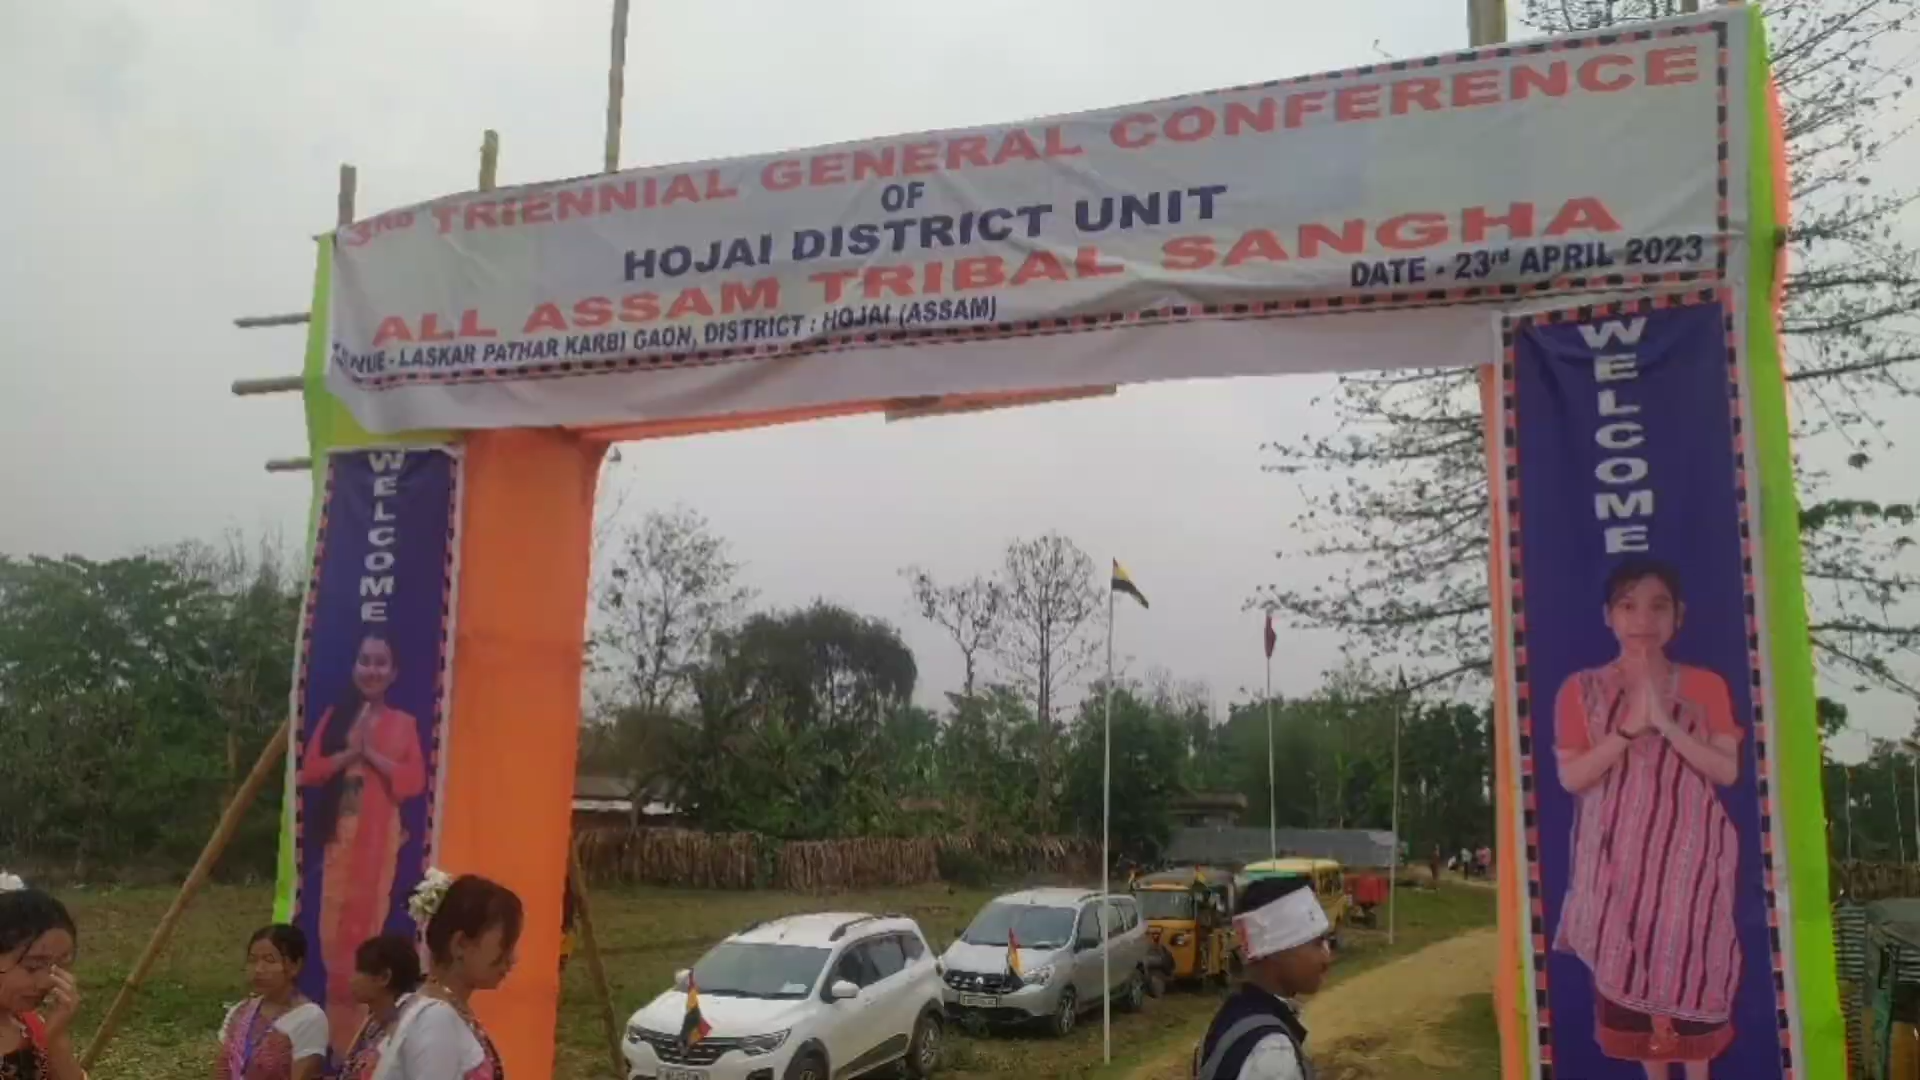 3RD TRIENNIAL GENERAL CONFERENCE
OF
HOJAI DISTRICT UNIT
ALL ASSAM TRIBAL SANGHA
DATE - 23rd APRIL 2023
LASKAR PATHAR KARBI GAON, DISTRICT : HOJAI (ASSAM)
WELCOME
WELCOME